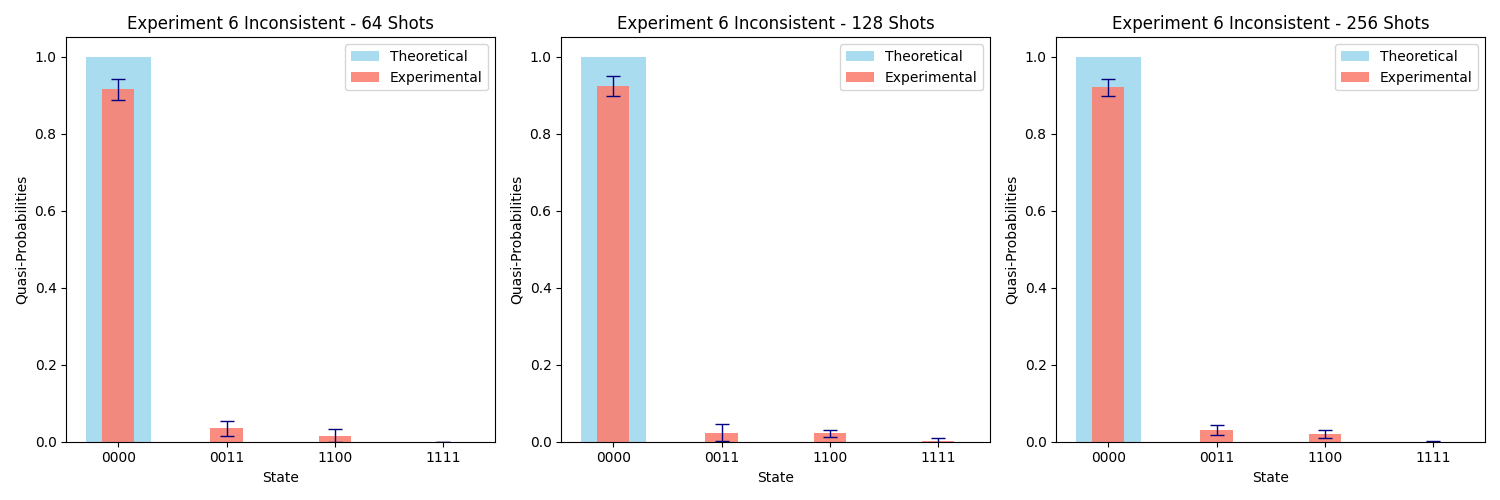 Experiment 6 Inconsistent - 64 Shots
Quasi-Probabilities
1.0
0.8
0.6
0.4
0.2
0.0
Theoretical
Experimental
0000
0011
1100
1111
State
Experiment 6 Inconsistent - 128 Shots
Quasi-Probabilities
1.0
0.8
0.6
0.4
0.2
0.0
Theoretical
Experimental
0000
0011
1100
1111
State
Experiment 6 Inconsistent - 256 Shots
Quasi-Probabilities
1.0
0.8
0.6
0.4
0.2
0.0
Theoretical
Experimental
0000
0011
1100
1111
State